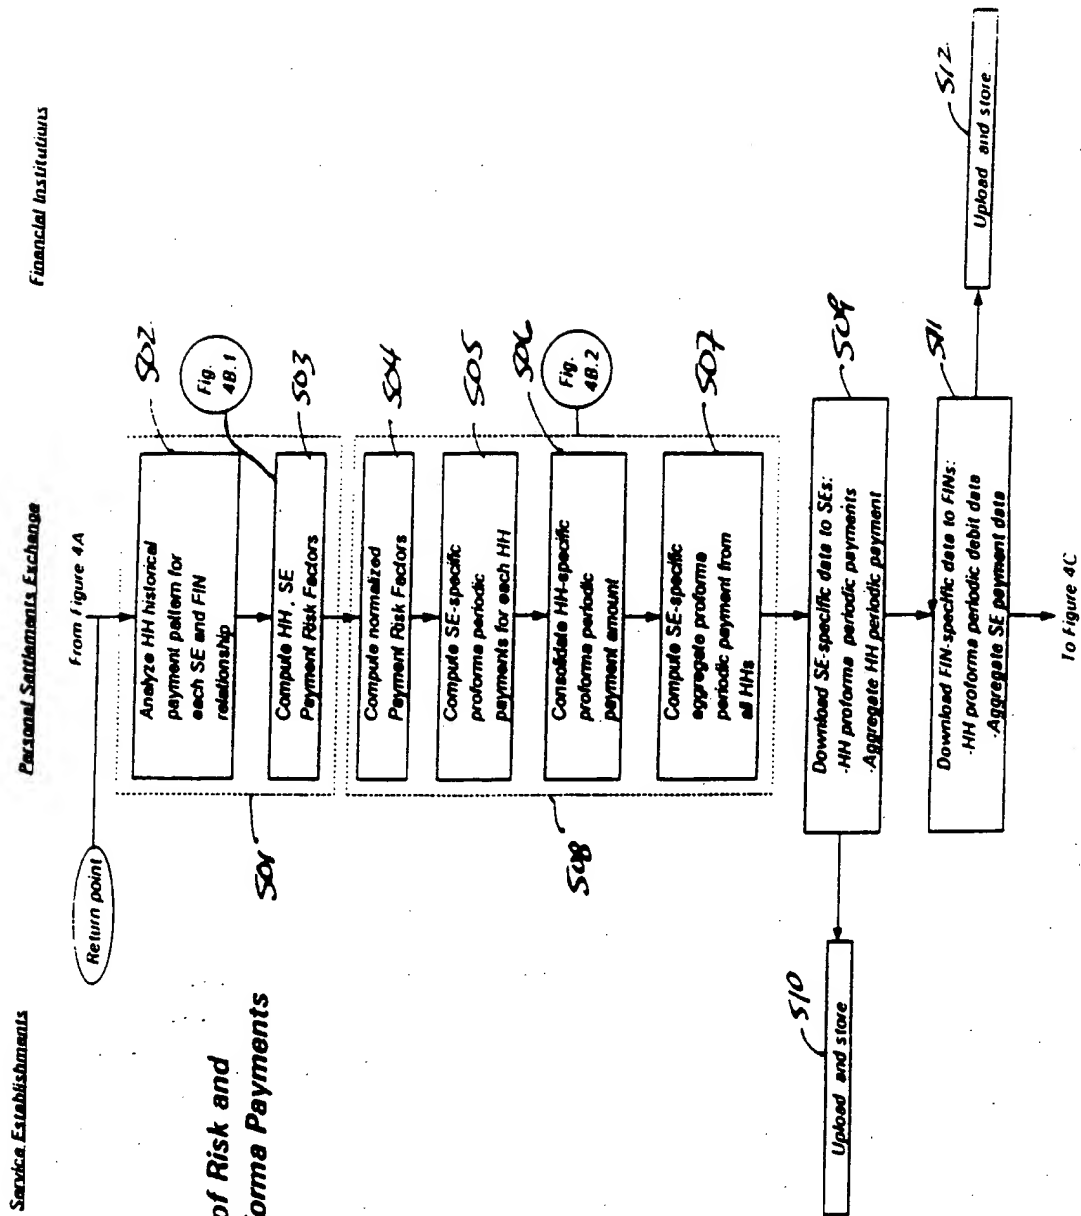 Service Establishments
Personal Settlements Exchange
Financial Institutions
From Figure 4A
Return point
of Risk and
orma Payments
Analyze HH historical
payment pattern for
each SE and FIN
relationship
502
Fig.
4B.1
Compute HH, SE
Payment Risk Factors
503
501
Compute normalized
Payment Risk Factors
504
Compute SE-specific
proforma periodic
payments for each HH
505
Consolidate HH-specific
proforma periodic
payment amount
506
Fig.
4B.2
Compute SE-specific
aggregate proforma
periodic payment from
all HHs
507
508
Download SE-specific data to SEs:
-HH proforma periodic payments
-Aggregate HH periodic payment
509
Upload and store
510
Download FIN-specific data to FINs:
-HH proforma periodic debit data
-Aggregate SE payment data
511
Upload and store
512
To Figure 4C